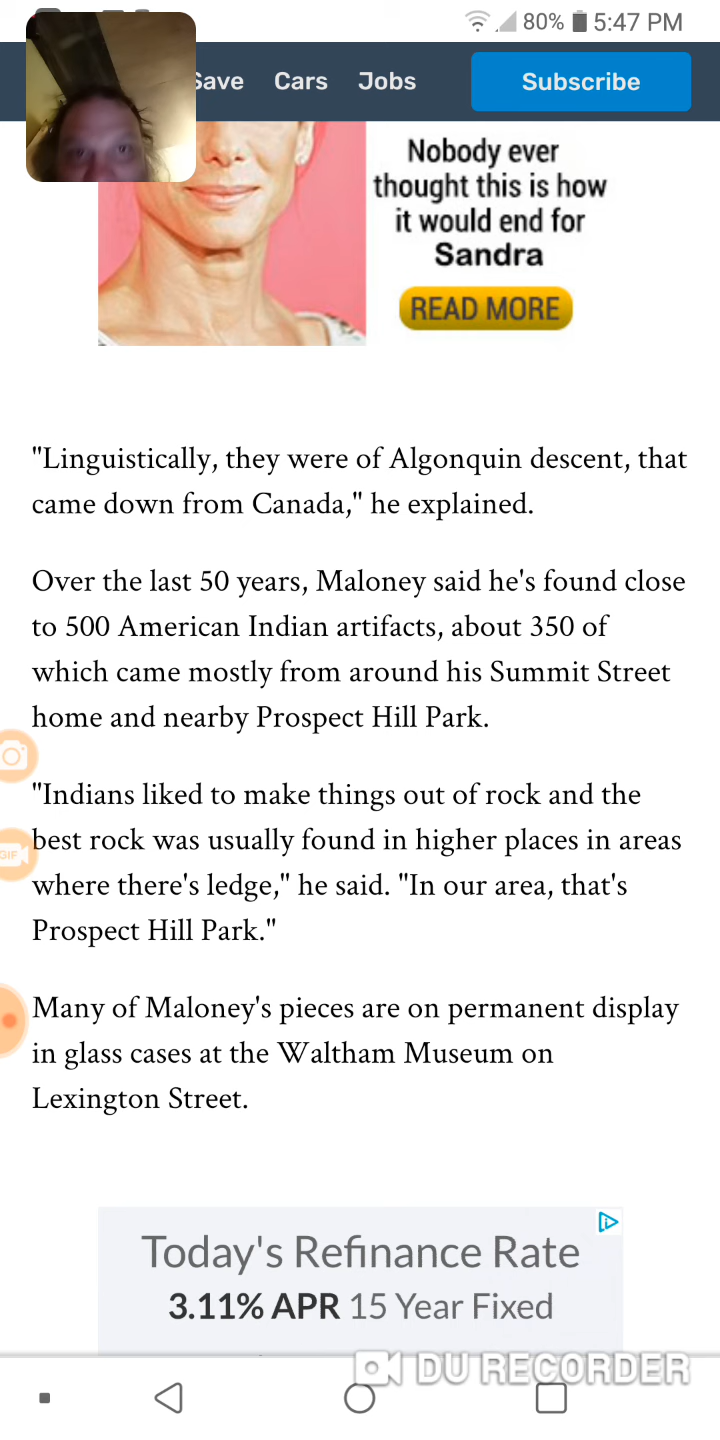 80% 5:47 PM
Save Cars Jobs Subscribe
Nobody ever
thought this is how
it would end for
Sandra
READ MORE
"Linguistically, they were of Algonquin descent, that
came down from Canada," he explained.
Over the last 50 years, Maloney said he's found close
to 500 American Indian artifacts, about 350 of
which came mostly from around his Summit Street
home and nearby Prospect Hill Park.
"Indians liked to make things out of rock and the
best rock was usually found in higher places in areas
where there's ledge," he said. "In our area, that's
Prospect Hill Park."
GIF
Many of Maloney's pieces are on permanent display
in glass cases at the Waltham Museum on
Lexington Street.
Today's Refinance Rate
3.11% APR 15 Year Fixed
DU RECORDER